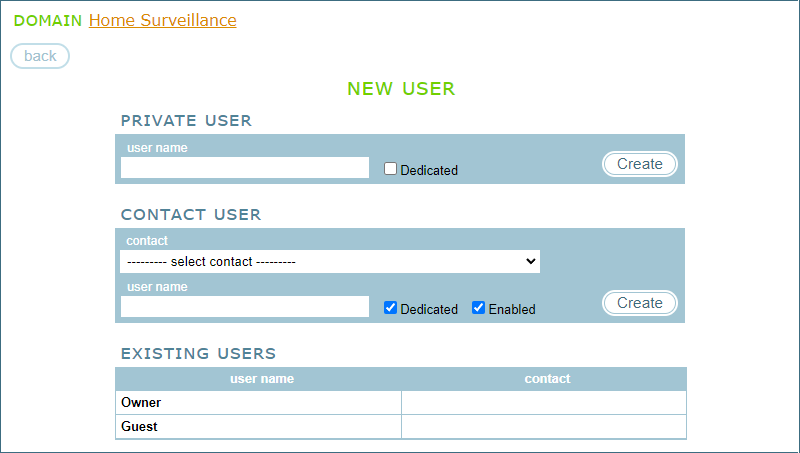 DOMAIN Home Surveillance
back
NEW USER
PRIVATE USER
user name
Dedicated
Create
CONTACT USER
contact
--------- select contact ---------
user name
Dedicated Enabled
Create
EXISTING USERS
user name contact
Owner
Guest